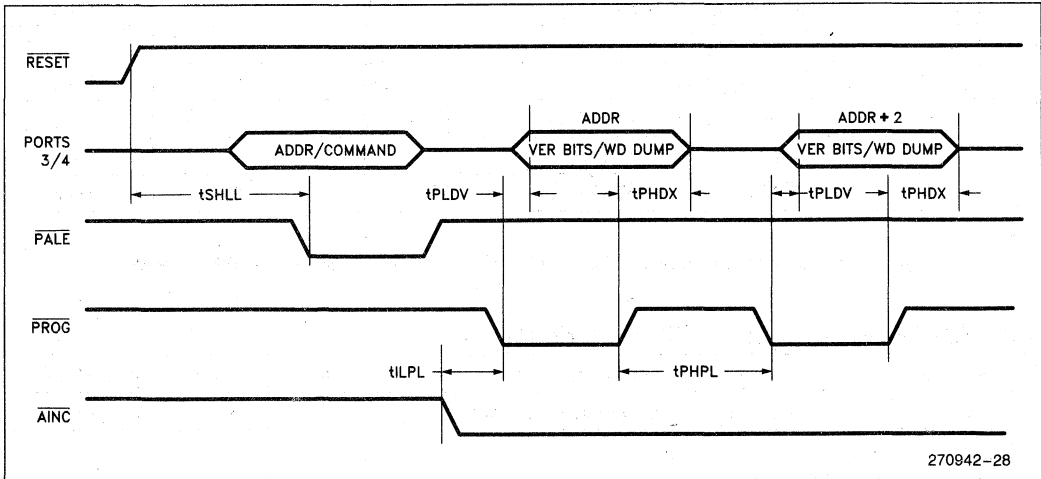 RESET
PORTS
3/4
ADDR/COMMAND
ADDR
VER BITS/WD DUMP
ADDR + 2
VER BITS/WD DUMP
tSHLL
tPLDV
tPHDX
tPLDV
tPHDX
PALE
PROG
tILPL
tPHPL
AINC
270942-28